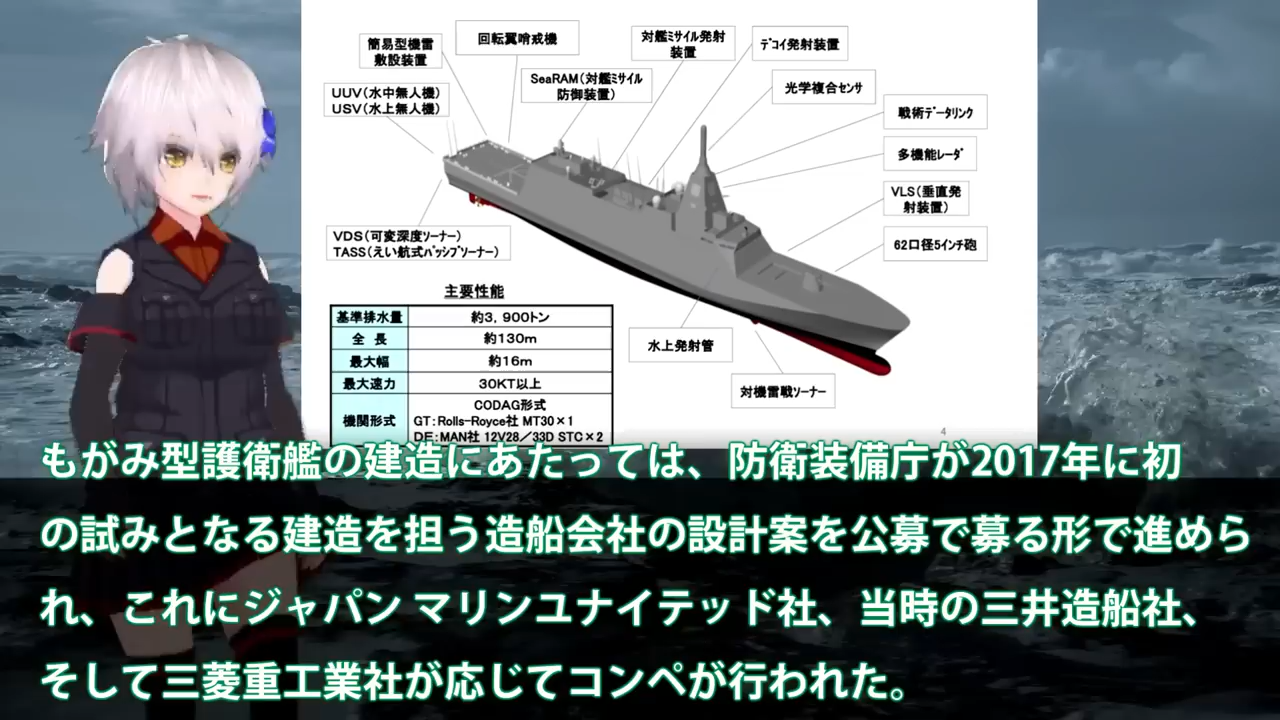 簡易型機雷
敷設装置
回転翼哨戒機
対艦ﾐｻｲﾙ発射
装置
ﾃﾞｺｲ発射装置
UUV(水中無人機)
USV(水上無人機)
SeaRAM(対艦ﾐｻｲﾙ
防御装置)
光学複合ｾﾝｻ
戦術ﾃﾞｰﾀﾘﾝｸ
多機能ﾚｰﾀﾞ
VLS(垂直発
射装置)
62口径5ｲﾝﾁ砲
VDS(可変深度ｿｰﾅｰ)
TASS(えい航式ﾊﾟｯｼﾌﾞｿｰﾅｰ)
水上発射管
対機雷戦ｿｰﾅｰ
主要性能
基準排水量 約3,900ﾄﾝ
全 長 約130m
最大幅 約16m
最大速力 30KT以上
機関形式 CODAG形式
GT:Rolls-Royce社 MT30×1
DE:MAN社 12V28/33D STC×2
4
もがみ型護衛艦の建造にあたっては、防衛装備庁が2017年に初
の試みとなる建造を担う造船会社の設計案を公募で募る形で進めら
れ、これにジャパン マリンユナイテッド社、当時の三井造船社、
そして三菱重工業社が応じてコンペが行われた。